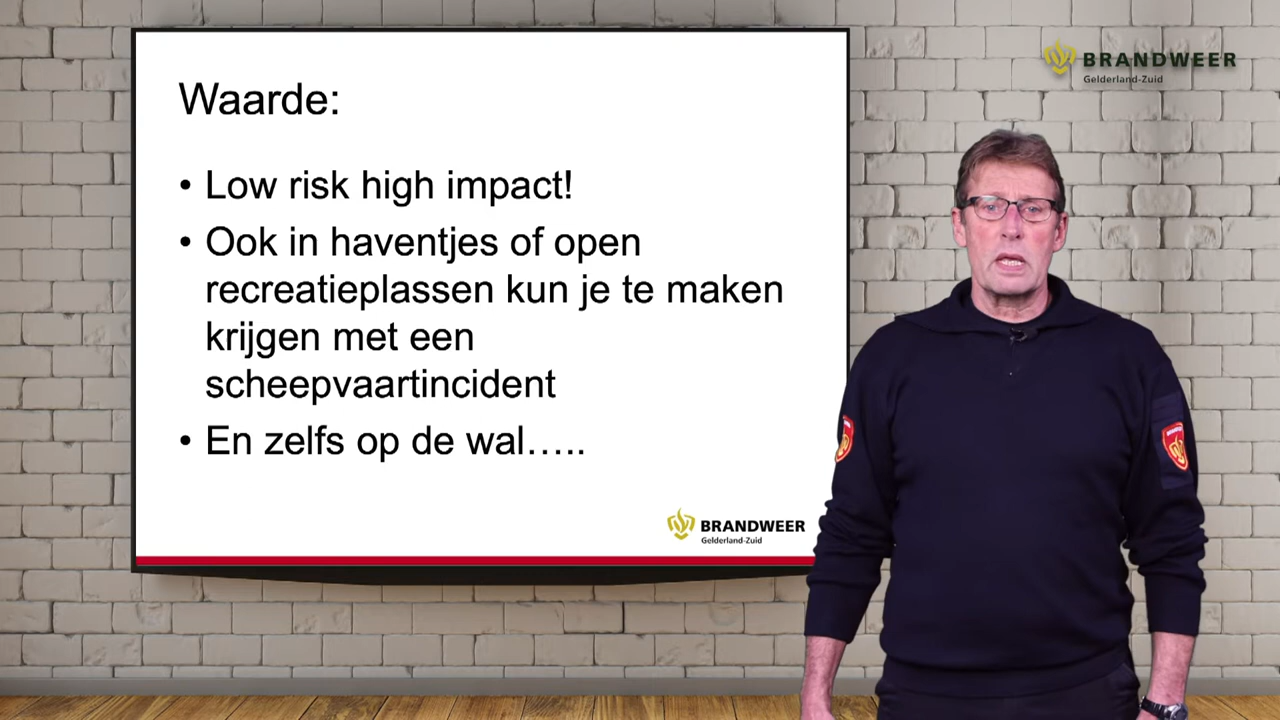 BRANDWEER
Gelderland-Zuid
Waarde:
• Low risk high impact!
• Ook in haventjes of open
recreatieplassen kun je te maken
krijgen met een
scheepvaartincident
• En zelfs op de wal…..
BRANDWEER
Gelderland-Zuid